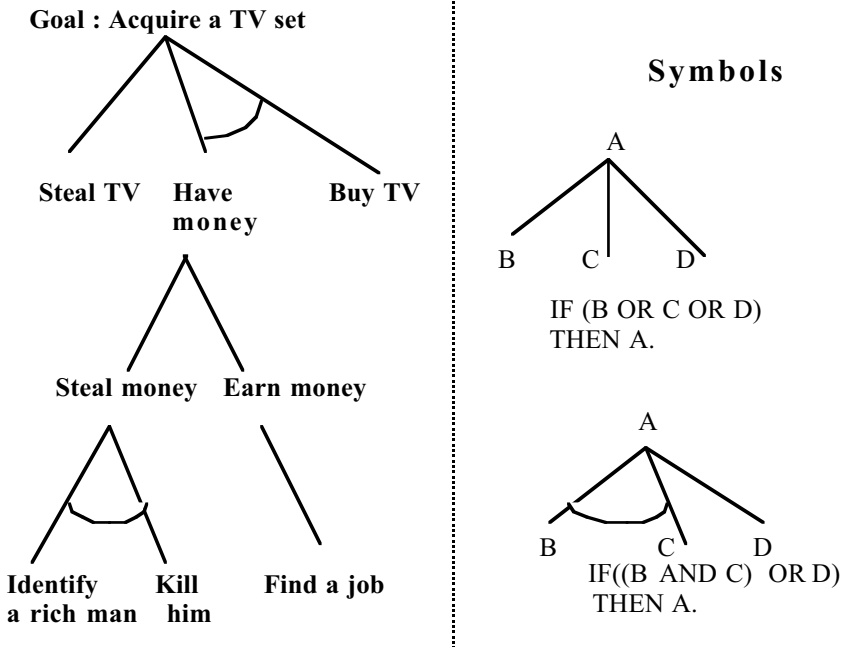 Goal : Acquire a TV set
Steal TV
Have
money
Buy TV
Steal money
Earn money
Identify
a rich man
Kill
him
Find a job
Symbols
A
B
C
D
IF (B OR C OR D)
THEN A.
A
B
C
D
IF((B AND C) OR D)
THEN A.